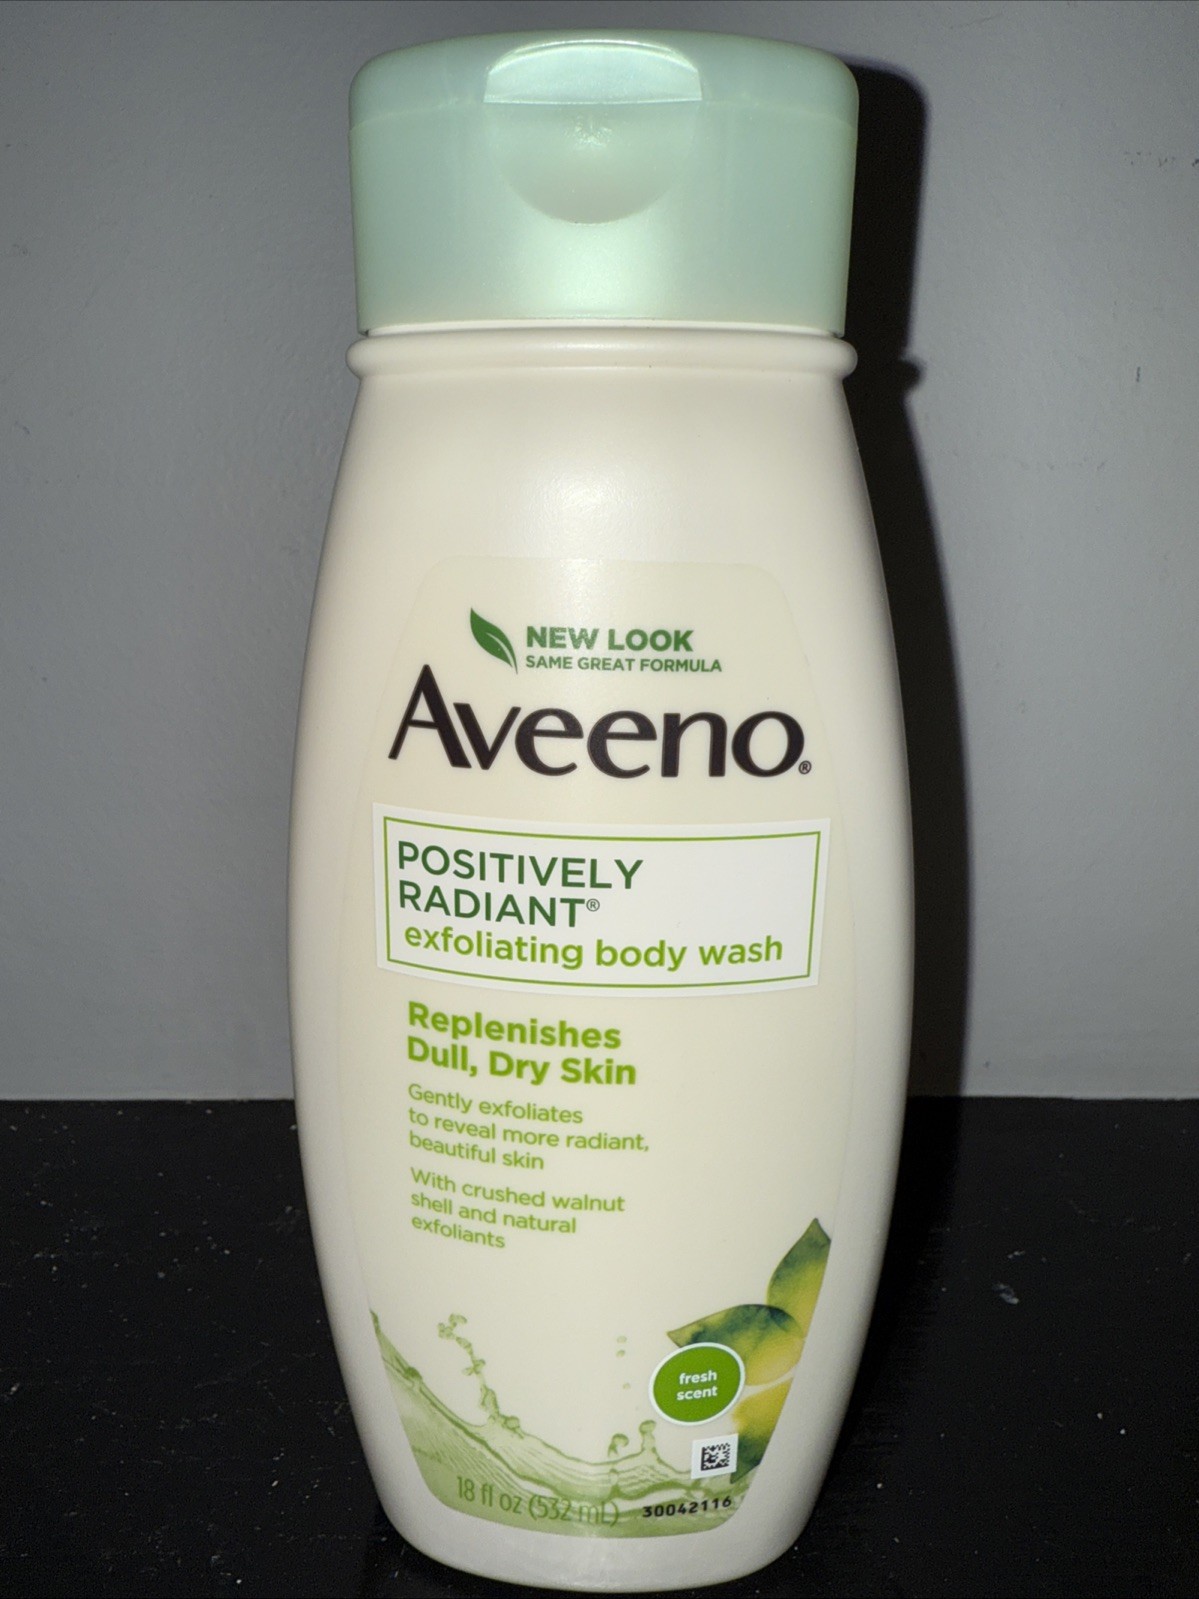 NEW LOOK
SAME GREAT FORMULA
Aveeno®
POSITIVELY
RADIANT®
exfoliating body wash
Replenishes
Dull, Dry Skin
Gently exfoliates
to reveal more radiant,
beautiful skin
With crushed walnut
shell and natural
exfoliants
fresh
scent
18 fl oz (532 mL)
30042116